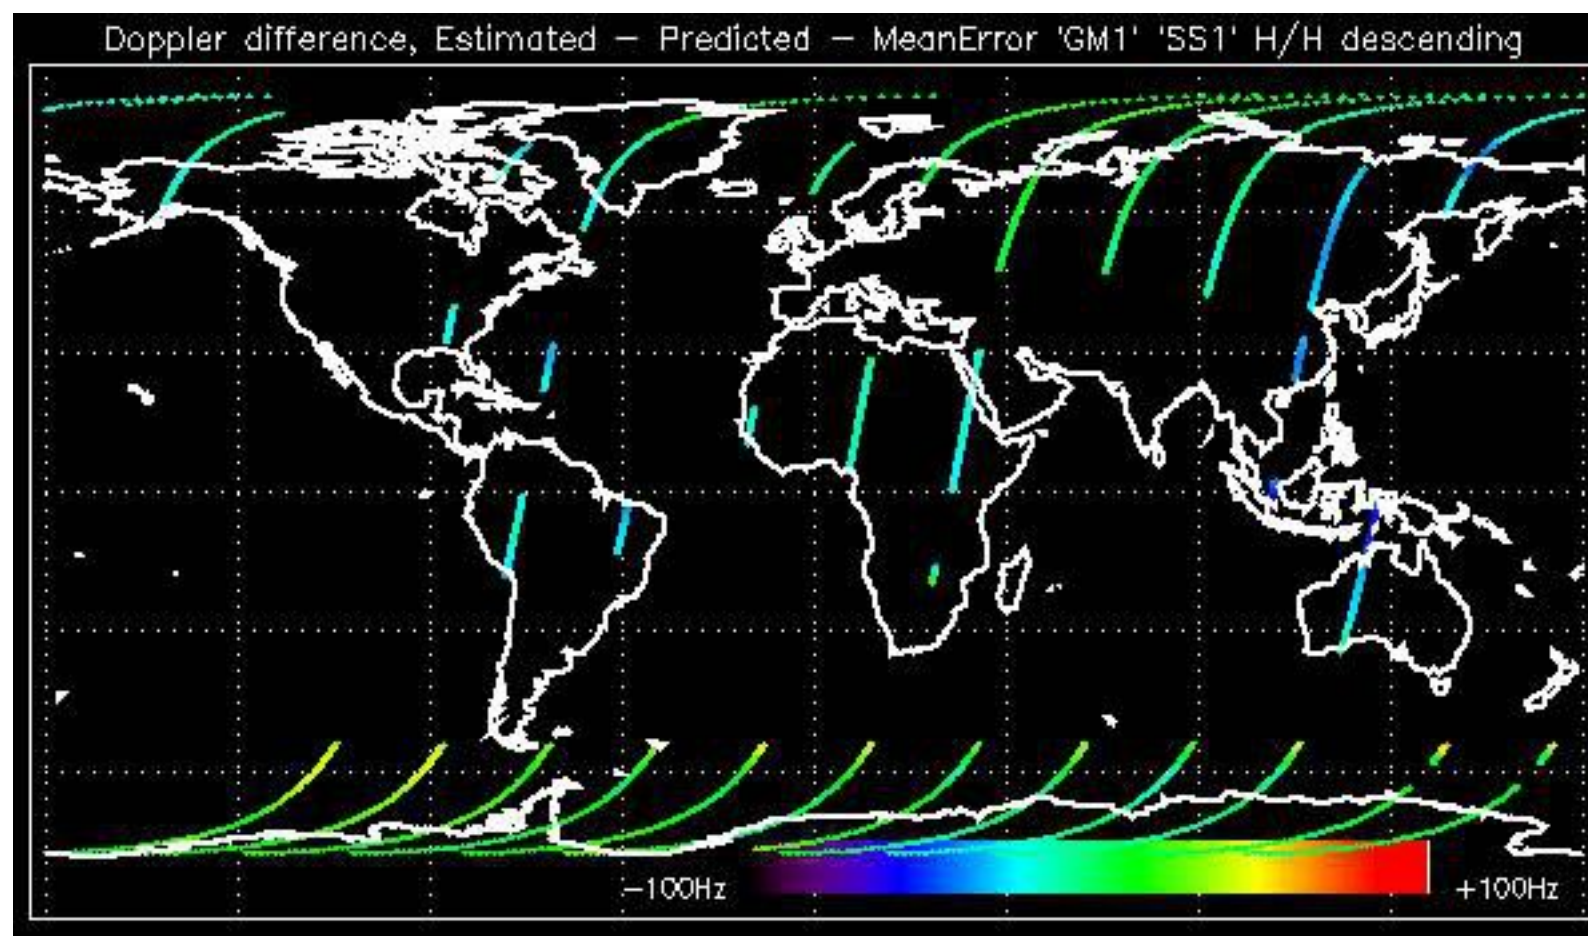 Doppler difference, Estimated – Predicted – MeanError 'GM1' 'SS1' H/H descending
-100Hz
+100Hz